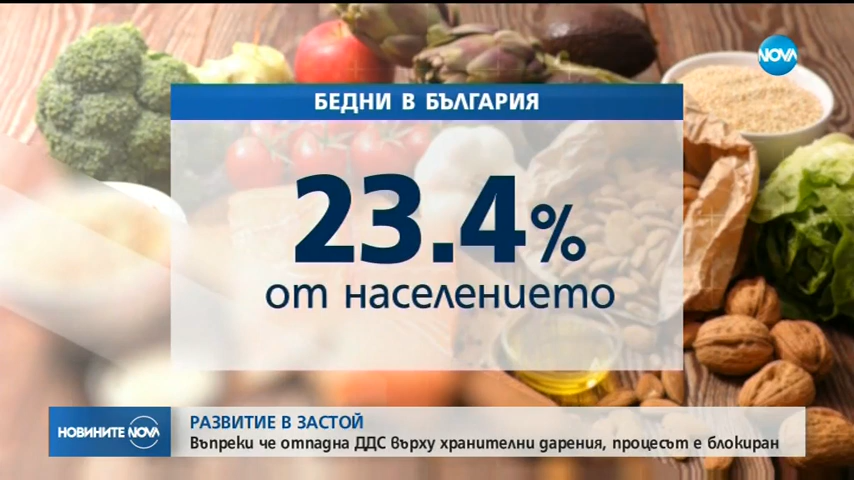 NOVA
БЕДНИ В БЪЛГАРИЯ
23.4%
от населението
НОВИНИТЕ NOVA
РАЗВИТИЕ В ЗАСТОЙ
Въпреки че отпадна ДДС върху хранителни дарения, процесът е блокиран